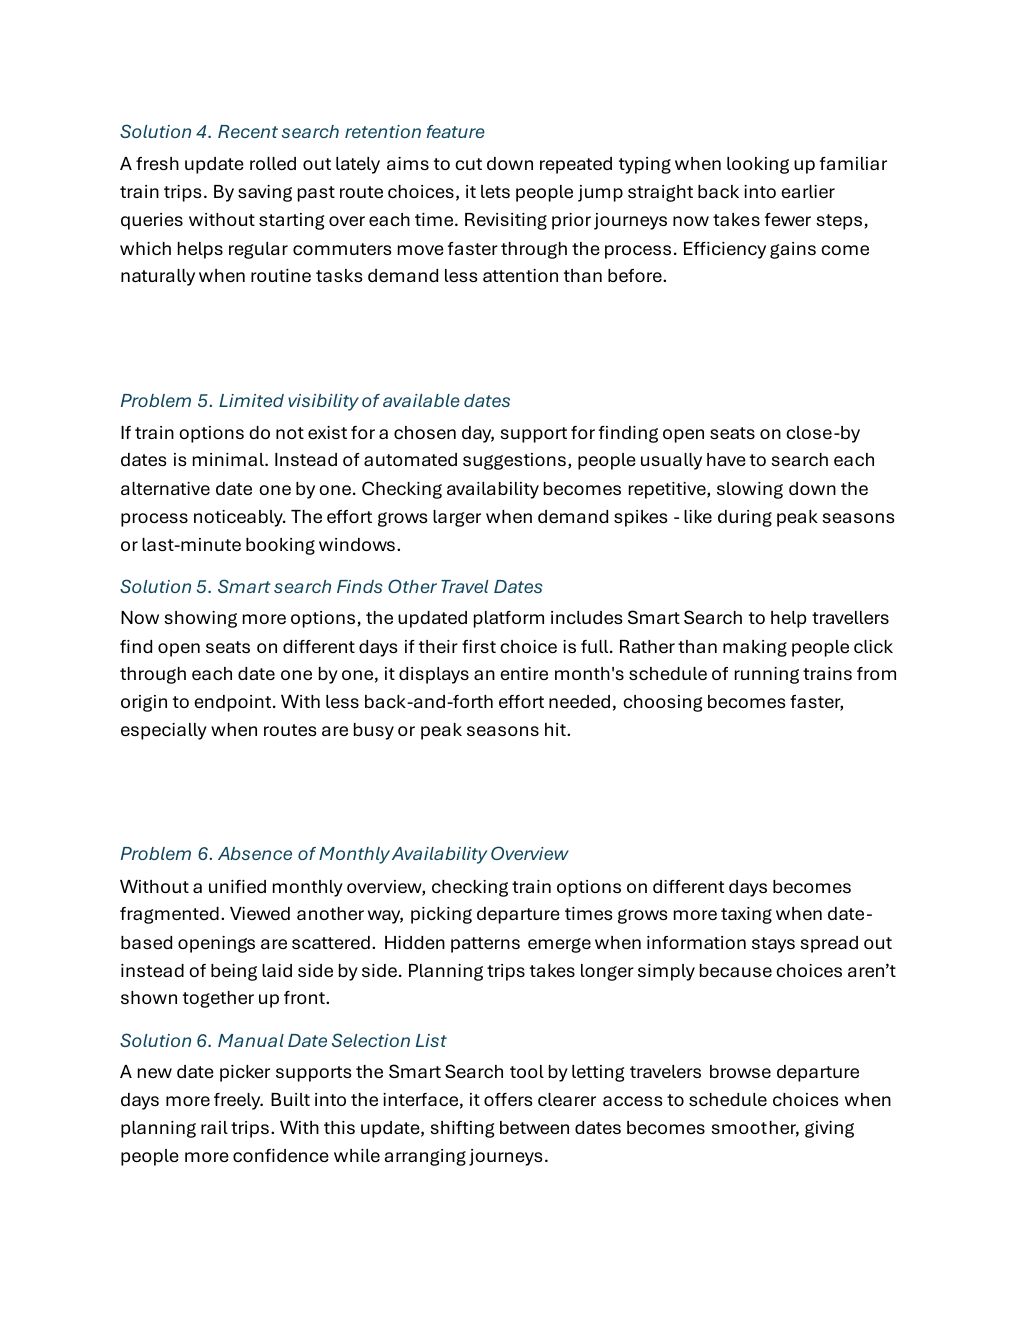 Solution 4. Recent search retention feature
A fresh update rolled out lately aims to cut down repeated typing when looking up familiar
train trips. By saving past route choices, it lets people jump straight back into earlier
queries without starting over each time. Revisiting prior journeys now takes fewer steps,
which helps regular commuters move faster through the process. Efficiency gains come
naturally when routine tasks demand less attention than before.
Problem 5. Limited visibility of available dates
If train options do not exist for a chosen day, support for finding open seats on close-by
dates is minimal. Instead of automated suggestions, people usually have to search each
alternative date one by one. Checking availability becomes repetitive, slowing down the
process noticeably. The effort grows larger when demand spikes - like during peak seasons
or last-minute booking windows.
Solution 5. Smart search Finds Other Travel Dates
Now showing more options, the updated platform includes Smart Search to help travellers
find open seats on different days if their first choice is full. Rather than making people click
through each date one by one, it displays an entire month's schedule of running trains from
origin to endpoint. With less back-and-forth effort needed, choosing becomes faster,
especially when routes are busy or peak seasons hit.
Problem 6. Absence of Monthly Availability Overview
Without a unified monthly overview, checking train options on different days becomes
fragmented. Viewed another way, picking departure times grows more taxing when date-
based openings are scattered. Hidden patterns emerge when information stays spread out
instead of being laid side by side. Planning trips takes longer simply because choices aren’t
shown together up front.
Solution 6. Manual Date Selection List
A new date picker supports the Smart Search tool by letting travelers browse departure
days more freely. Built into the interface, it offers clearer access to schedule choices when
planning rail trips. With this update, shifting between dates becomes smoother, giving
people more confidence while arranging journeys.